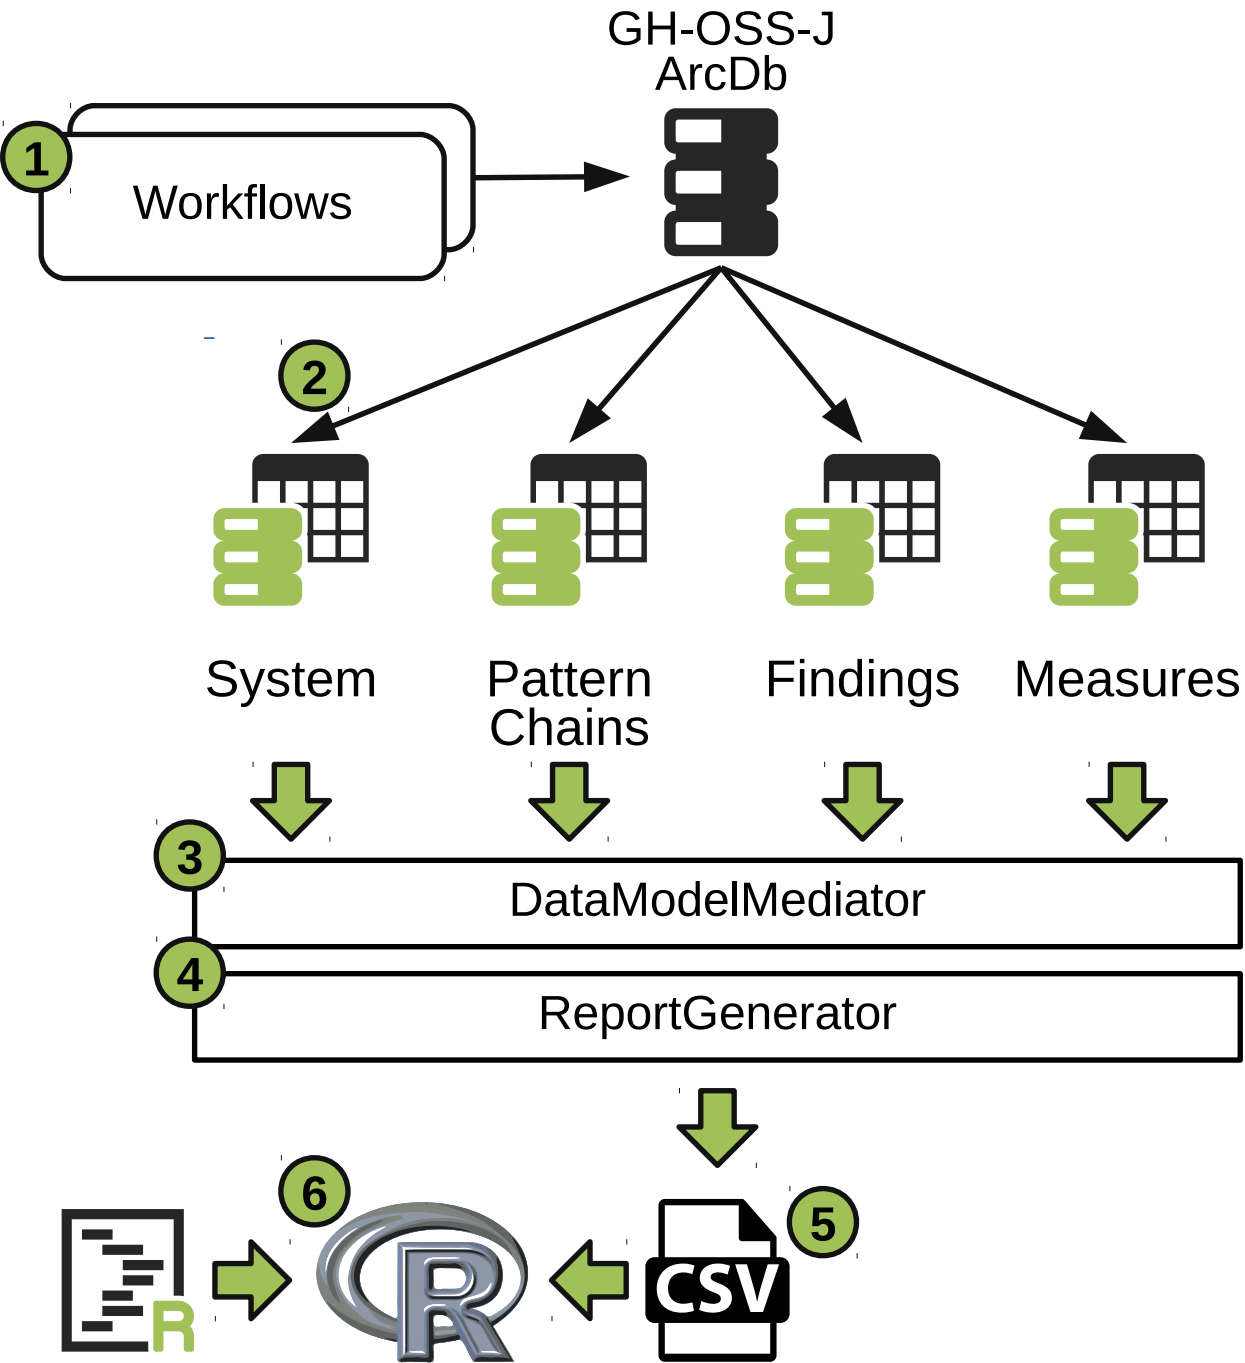 GH-OSS-J
ArcDb
1
Workflows
2
System
Pattern
Chains
Findings
Measures
3
DataModelMediator
4
ReportGenerator
6
5
R
R
CSV